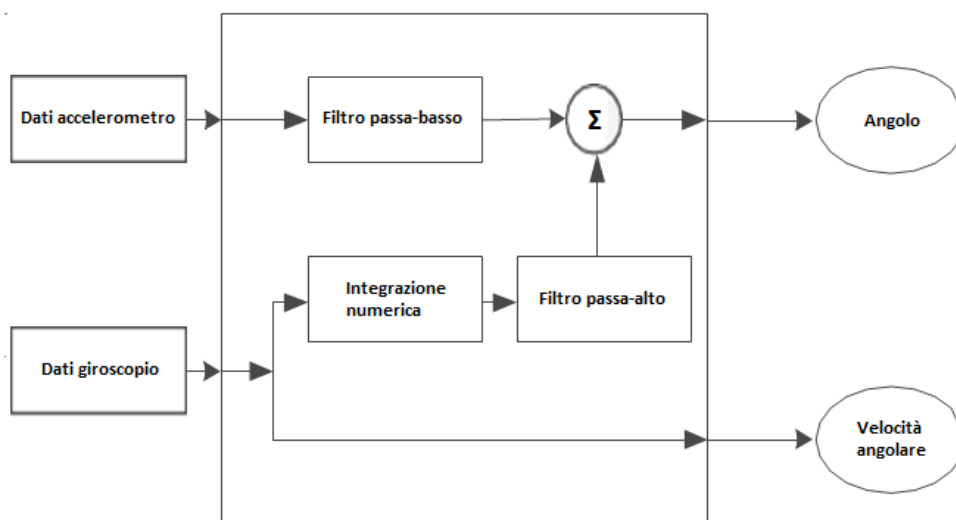 Dati accelerometro
Filtro passa-basso
Σ
Angolo
Integrazione
numerica
Filtro passa-alto
Dati giroscopio
Velocità
angolare